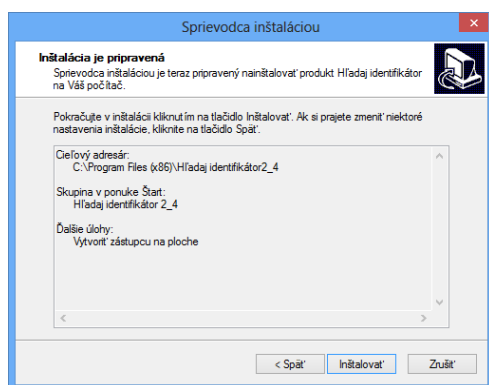 Sprievodca inštaláciou
Inštalácia je pripravená
Sprievodca inštaláciou je teraz pripravený nainštalovať produkt Hľadaj identifikátor
na Váš počítač.
Pokračujte v inštalácii kliknutím na tlačidlo Inštalovať. Ak si prajete zmeniť niektoré
nastavenia inštalácie, kliknite na tlačidlo Späť.
Cieľový adresár:
C:\Program Files (x86)\Hľadaj identifikátor2_4
Skupina v ponuke Štart:
Hľadaj identifikátor 2_4
Ďalšie úlohy:
Vytvoriť zástupcu na ploche
< Späť
Inštalovať
Zrušiť